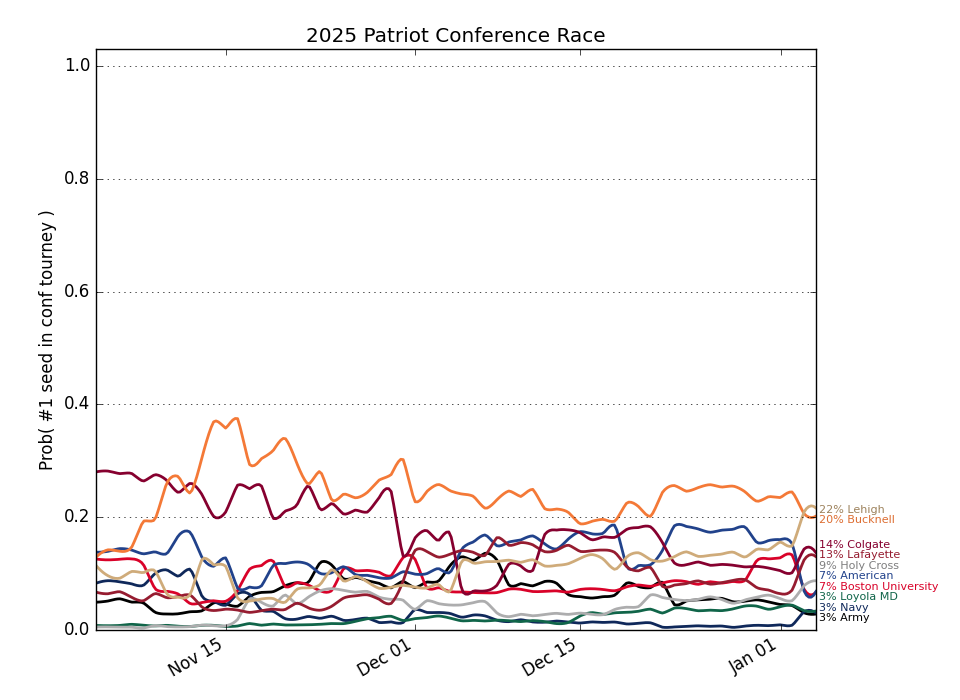 2025 Patriot Conference Race
Prob( #1 seed in conf tourney )
1.0
0.8
0.6
0.4
0.2
0.0
Nov 15
Dec 01
Dec 15
Jan 01
22% Lehigh
20% Bucknell
14% Colgate
13% Lafayette
9% Holy Cross
7% American
7% Boston University
3% Loyola MD
3% Navy
3% Army